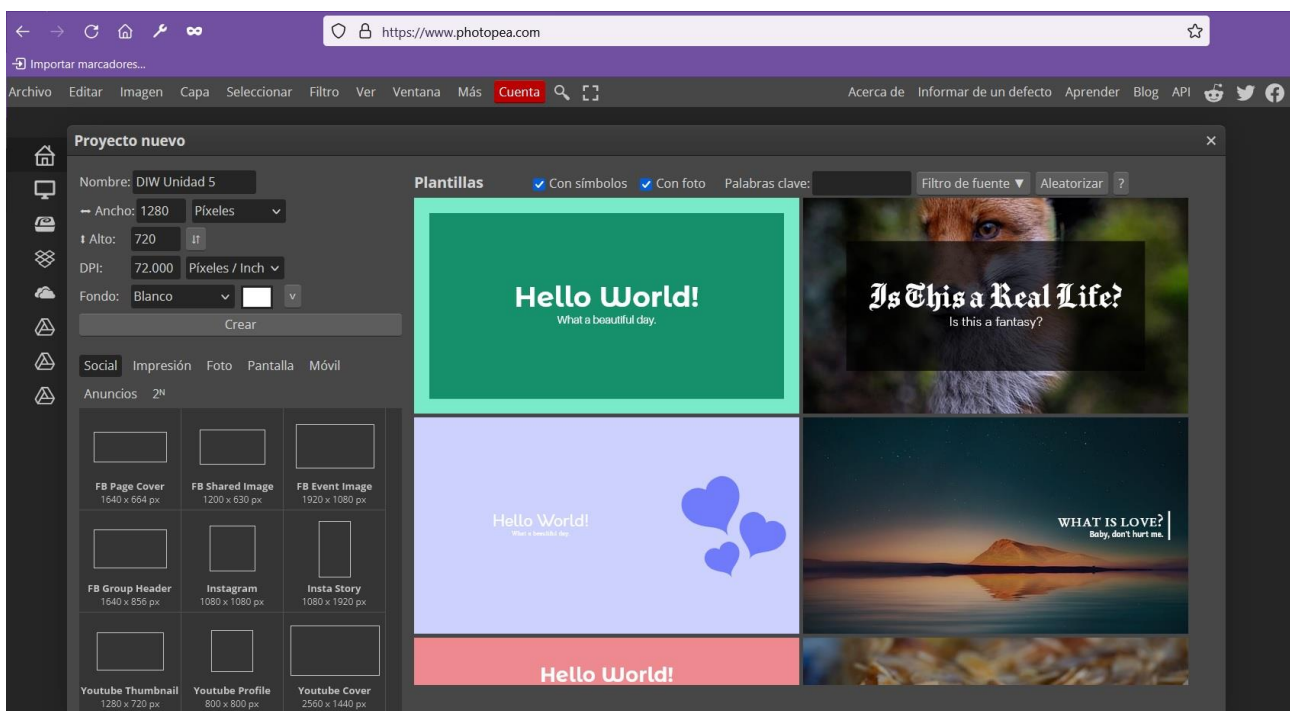 https://www.photopea.com
Importar marcadores...
Archivo Editar Imagen Capa Seleccionar Filtro Ver Ventana Más Cuenta Acerca de Informar de un defecto Aprender Blog API
Proyecto nuevo
Nombre: DIW Unidad 5
Ancho: 1280 Píxeles
Alto: 720
DPI: 72.000 Píxeles / Inch
Fondo: Blanco
Crear
Social Impresión Foto Pantalla Móvil
Anuncios 2ᴺ
FB Page Cover
1640 x 664 px
FB Shared Image
1200 x 630 px
FB Event Image
1920 x 1080 px
FB Group Header
1640 x 856 px
Instagram
1080 x 1080 px
Insta Story
1080 x 1920 px
Youtube Thumbnail
1280 x 720 px
Youtube Profile
800 x 800 px
Youtube Cover
2560 x 1440 px
Plantillas Con símbolos Con foto Palabras clave: Filtro de fuente ▼ Aleatorizar ?
Hello World!
What a beautiful day.
Is This a Real Life?
Is this a fantasy?
Hello World!
What a beautiful day.
WHAT IS LOVE?
Baby, don't hurt me.
Hello World!